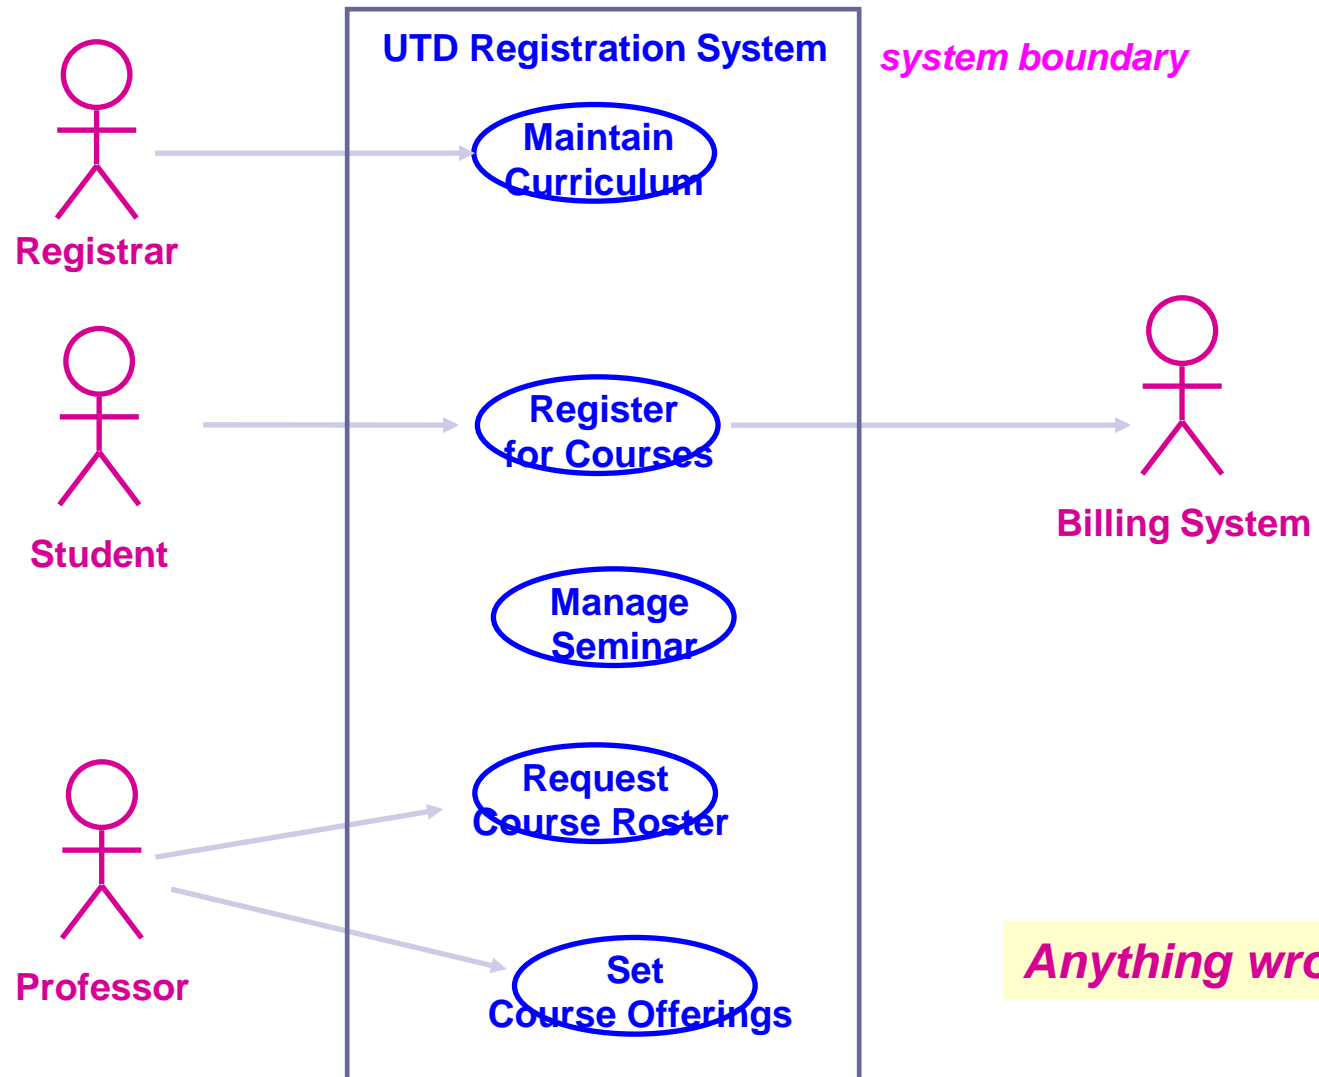 UTD Registration System
system boundary
Maintain
Curriculum
Registrar
Register
for Courses
Student
Billing System
Manage
Seminar
Request
Course Roster
Professor
Set
Course Offerings
Anything